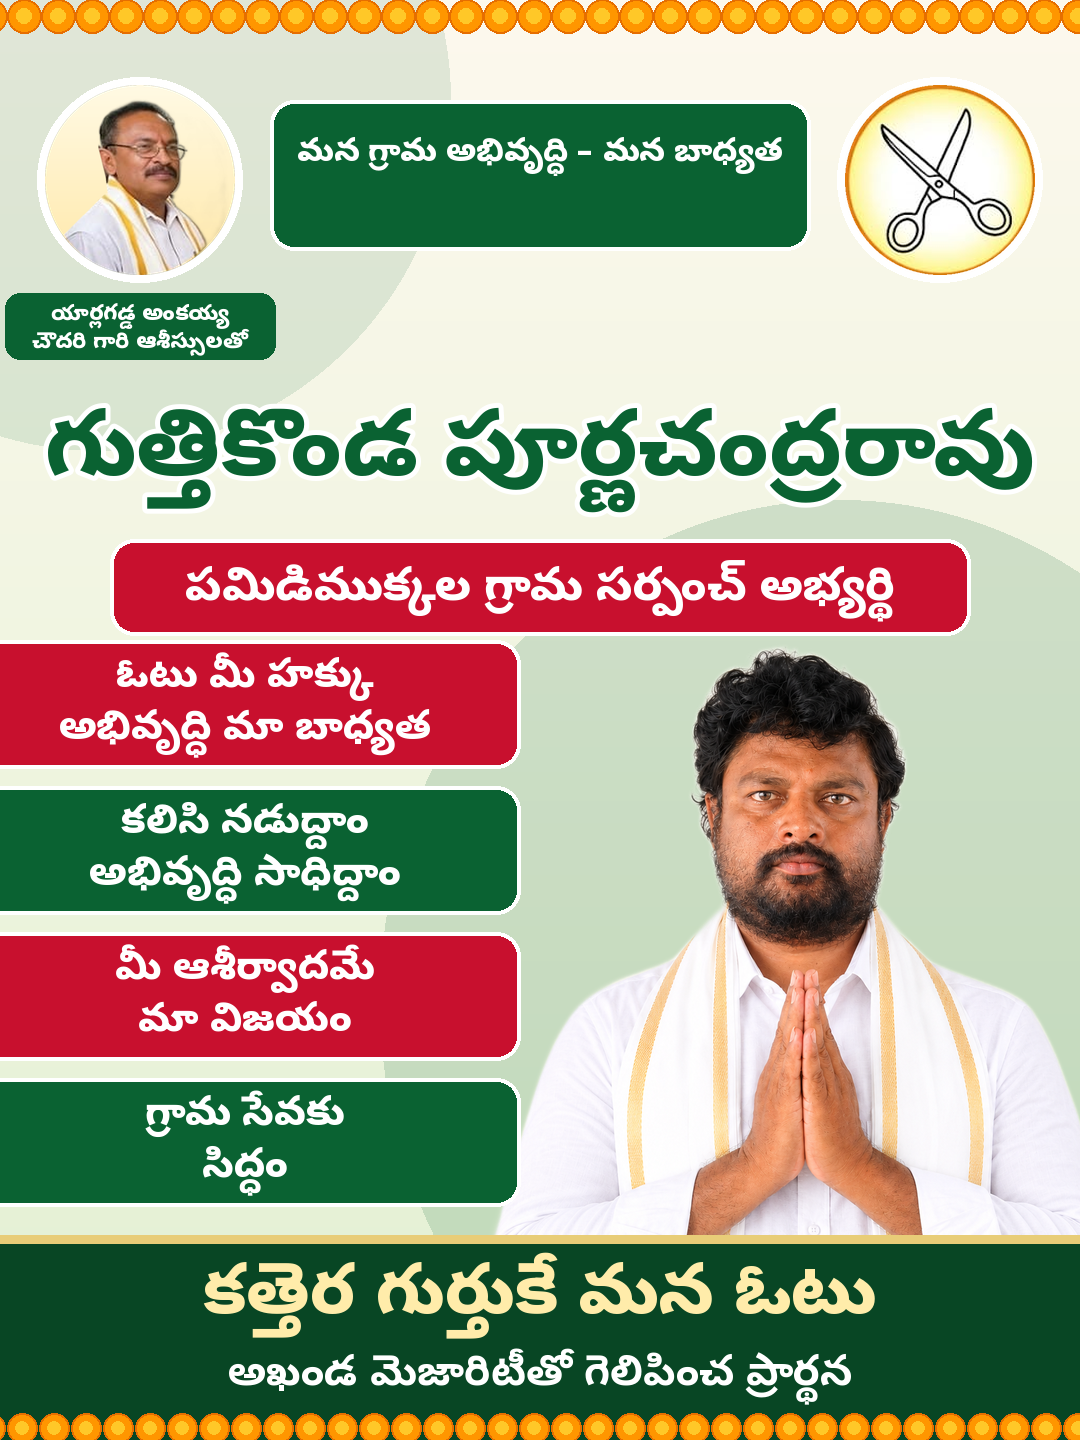 మన గ్రామ అభివృద్ధి – మన బాధ్యత
యార్లగడ్డ అంకయ్య
చౌదరి గారి ఆశీస్సులతో
గుత్తికొండ పూర్ణచంద్రరావు
పమిడిముక్కల గ్రామ సర్పంచ్ అభ్యర్థి
ఓటు మీ హక్కు
అభివృద్ధి మా బాధ్యత
కలిసి నడుద్దాం
అభివృద్ధి సాధిద్దాం
మీ ఆశీర్వాదమే
మా విజయం
గ్రామ సేవకు
సిద్ధం
కత్తెర గుర్తుకే మన ఓటు
అఖండ మెజారిటీతో గెలిపించ ప్రార్థన